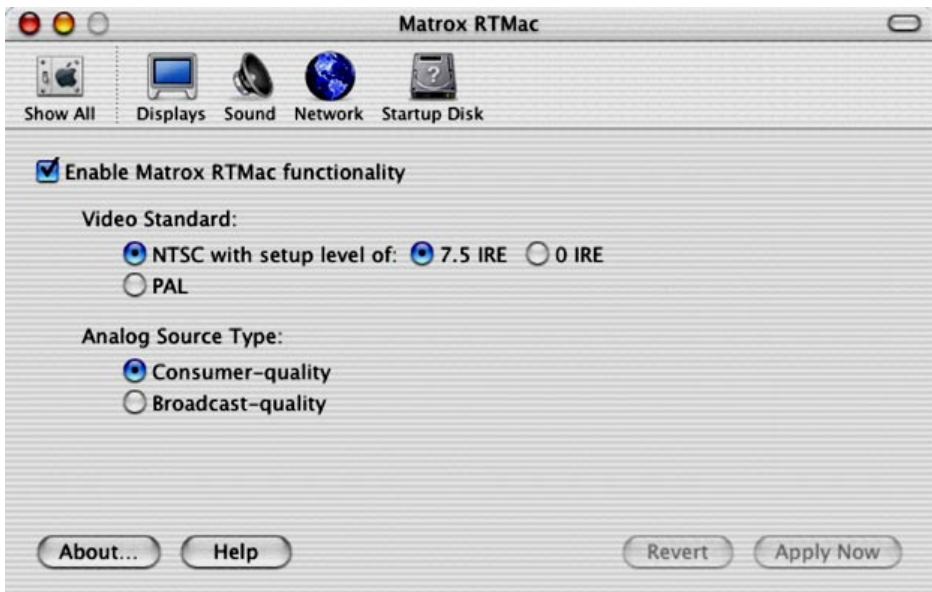 Matrox RTMac
Show All Displays Sound Network Startup Disk
Enable Matrox RTMac functionality
Video Standard:
NTSC with setup level of: 7.5 IRE 0 IRE
PAL
Analog Source Type:
Consumer-quality
Broadcast-quality
About... Help Revert Apply Now